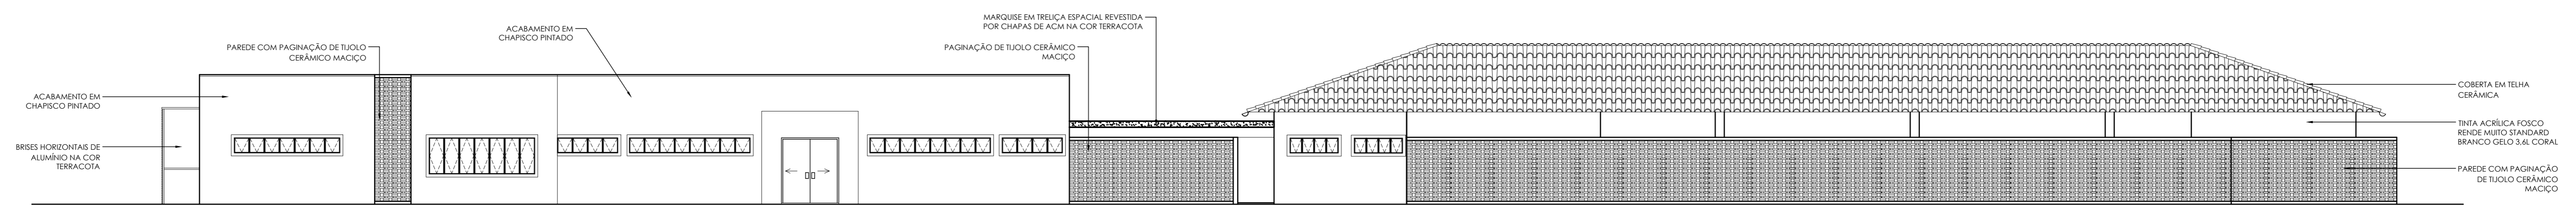 ACABAMENTO EM
CHAPISCO PINTADO
BRISES HORIZONTAIS DE
ALUMÍNIO NA COR
TERRACOTA
PAREDE COM PAGINAÇÃO DE TIJOLO
CERÂMICO MACIÇO
ACABAMENTO EM
CHAPISCO PINTADO
MARQUISE EM TRELIÇA ESPACIAL REVESTIDA
POR CHAPAS DE ACM NA COR TERRACOTA
PAGINAÇÃO DE TIJOLO CERÂMICO
MACIÇO
COBERTA EM TELHA
CERÂMICA
TINTA ACRÍLICA FOSCO
RENDE MUITO STANDARD
BRANCO GELO 3,6L CORAL
PAREDE COM PAGINAÇÃO
DE TIJOLO CERÂMICO
MACIÇO